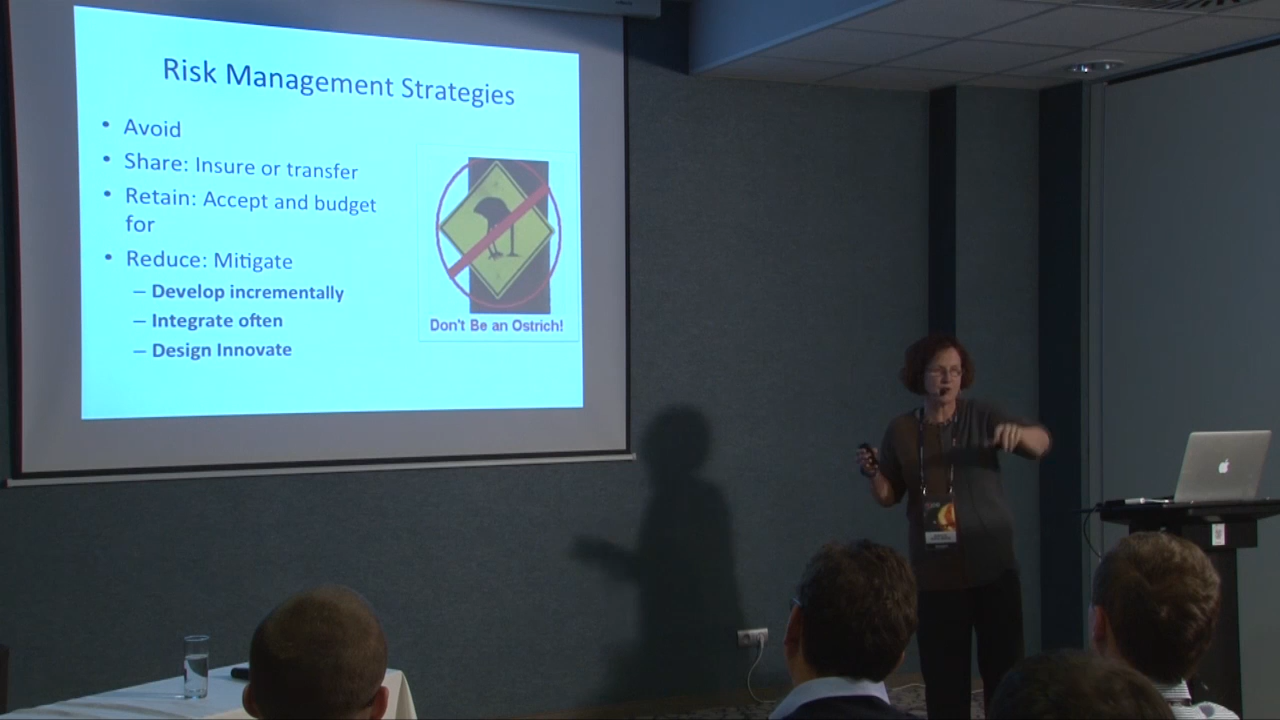 Risk Management Strategies
• Avoid
• Share: Insure or transfer
• Retain: Accept and budget
for
• Reduce: Mitigate
– Develop incrementally
– Integrate often
– Design Innovate
Don't Be an Ostrich!